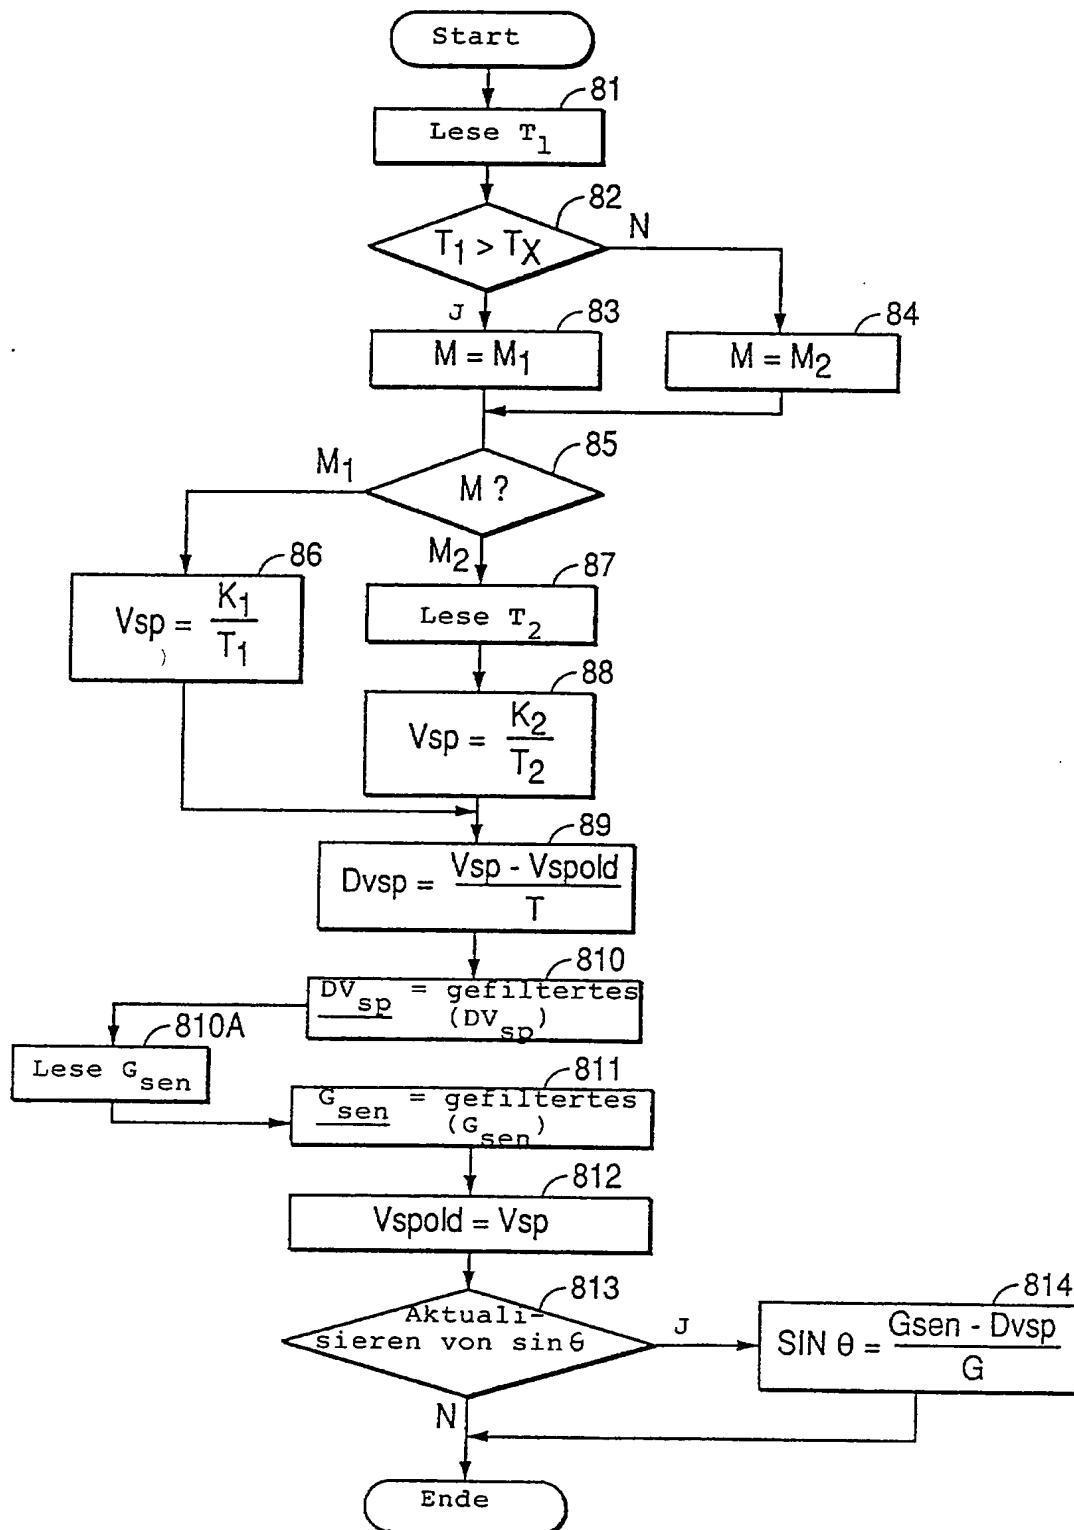 Start
81
Lese T1
82
T1 > TX
N
J
83
M = M1
84
M = M2
85
M ?
M1
M2
86
Vsp = K1
T1
87
Lese T2
88
Vsp = K2
T2
89
Dvsp = Vsp - Vspold
T
810
DVsp = gefiltertes
(DVsp)
810A
Lese Gsen
811
Gsen = gefiltertes
(Gsen)
812
Vspold = Vsp
813
Aktuali-
sieren von sin θ
J
N
814
SIN θ = Gsen - Dvsp
G
Ende